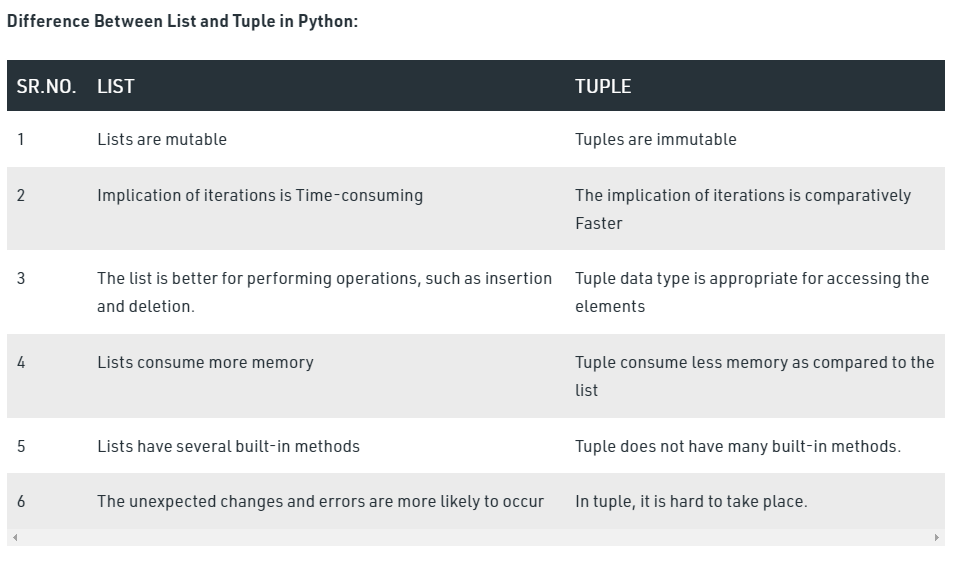 Difference Between List and Tuple in Python:
SR.NO. LIST TUPLE
1 Lists are mutable Tuples are immutable
2 Implication of iterations is Time-consuming The implication of iterations is comparatively
Faster
3 The list is better for performing operations, such as insertion Tuple data type is appropriate for accessing the
and deletion. elements
4 Lists consume more memory Tuple consume less memory as compared to the
list
5 Lists have several built-in methods Tuple does not have many built-in methods.
6 The unexpected changes and errors are more likely to occur In tuple, it is hard to take place.